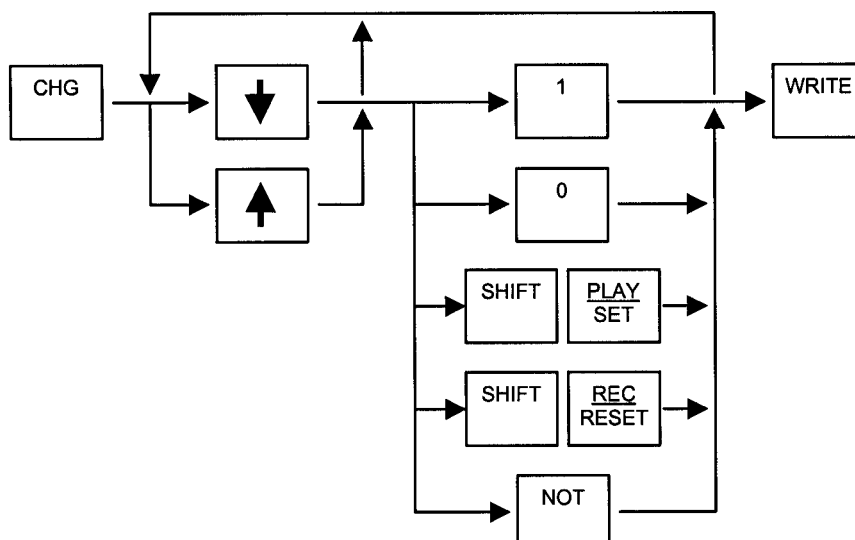 CHG
1
WRITE
0
SHIFT
PLAY
SET
SHIFT
REC
RESET
NOT